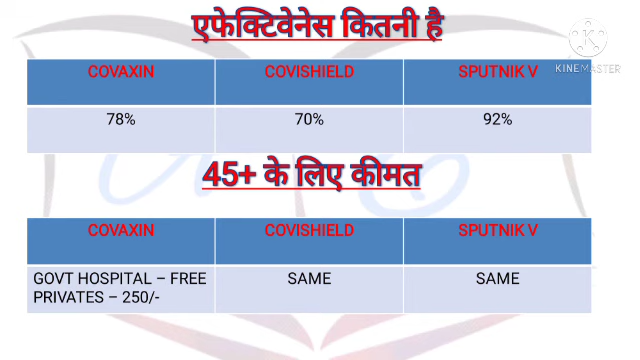 एफेक्टिवेनेस कितनी है
KINEMASTER
COVAXIN COVISHIELD SPUTNIK V
78% 70% 92%
45+ के लिए कीमत
COVAXIN COVISHIELD SPUTNIK V
GOVT HOSPITAL – FREE SAME SAME
PRIVATES – 250/-